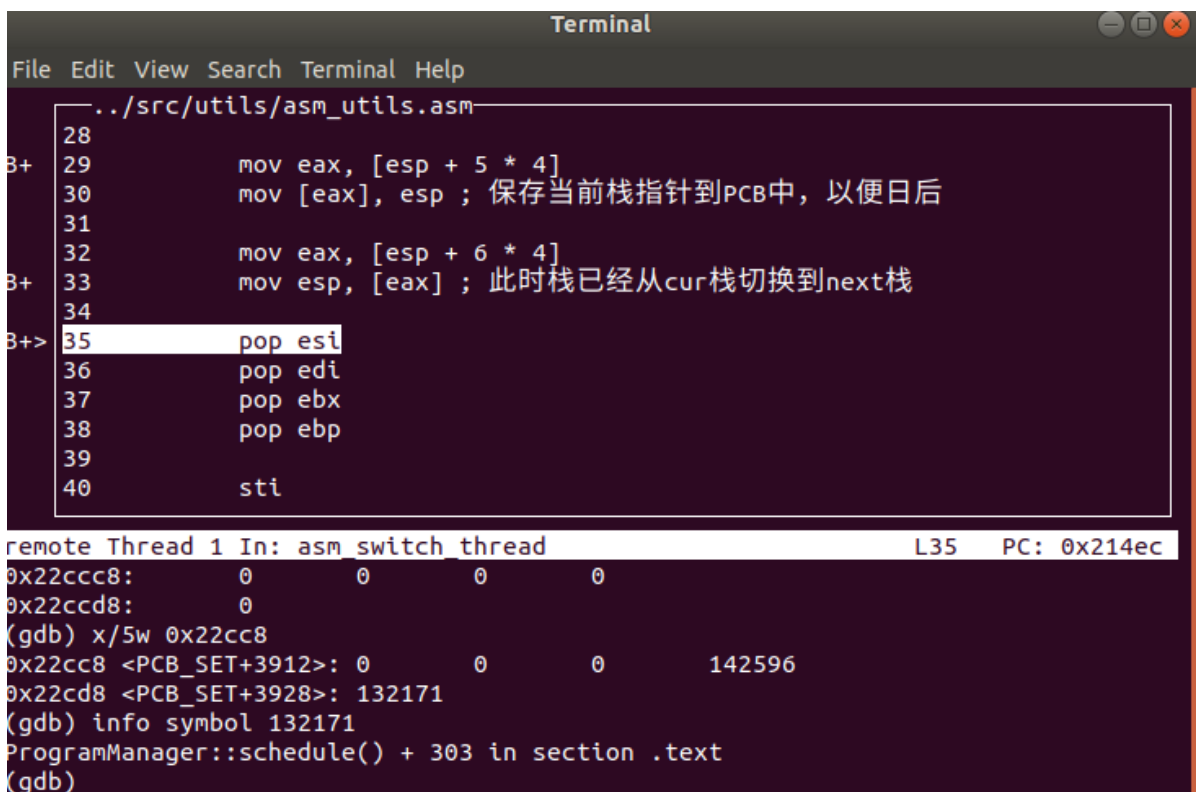 Terminal
File Edit View Search Terminal Help
../src/utils/asm_utils.asm
28
B+ 29 mov eax, [esp + 5 * 4]
30 mov [eax], esp ; 保存当前栈指针到PCB中，以便日后
31
32 mov eax, [esp + 6 * 4]
B+ 33 mov esp, [eax] ; 此时栈已经从cur栈切换到next栈
34
B+> 35 pop esi
36 pop edi
37 pop ebx
38 pop ebp
39
40 sti
remote Thread 1 In: asm_switch_thread L35 PC: 0x214ec
0x22ccc8: 0 0 0 0
0x22ccd8: 0
(gdb) x/5w 0x22cc8
0x22cc8 <PCB_SET+3912>: 0 0 0 142596
0x22cd8 <PCB_SET+3928>: 132171
(gdb) info symbol 132171
ProgramManager::schedule() + 303 in section .text
(gdb)